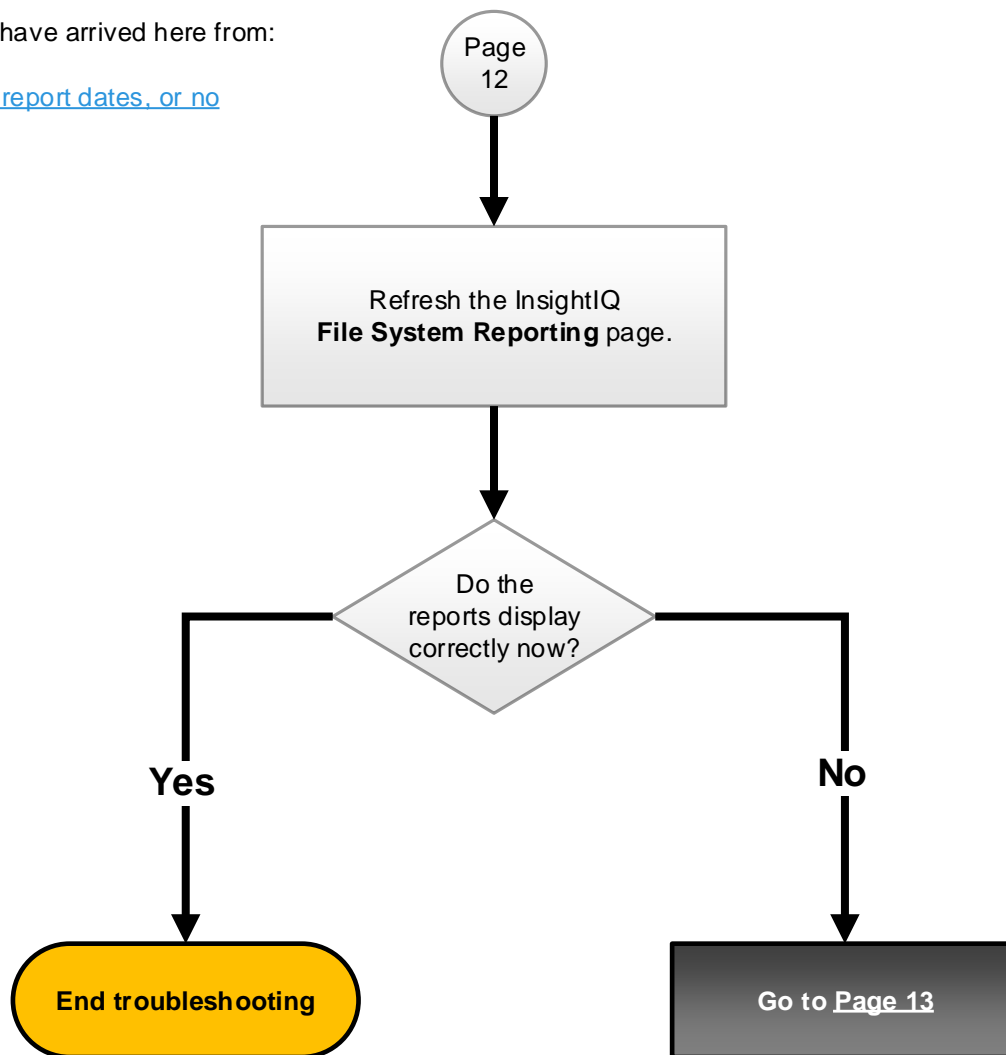 have arrived here from:
report dates, or no
Page
12
Refresh the InsightIQ
File System Reporting page.
Do the
reports display
correctly now?
Yes
No
End troubleshooting
Go to Page 13